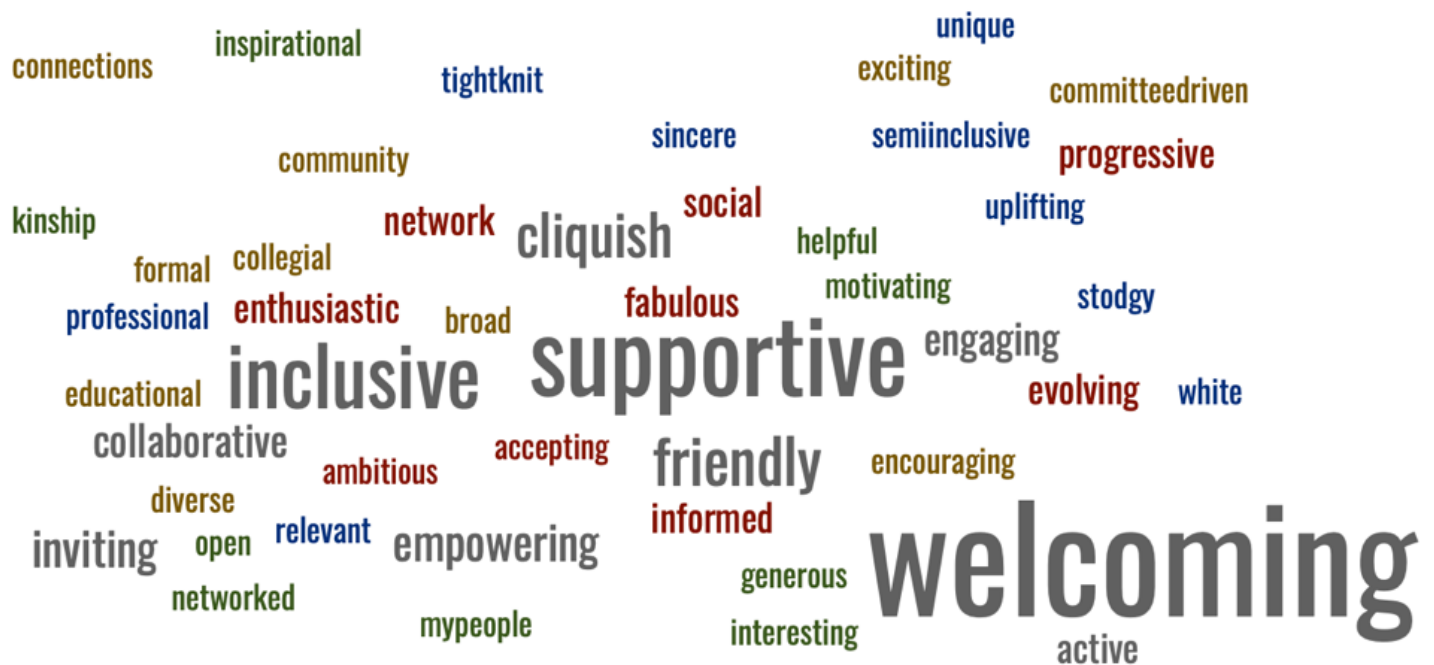 unique
inspirational
connections
exciting
tightknit
committeedriven
sincere
semiinclusive
progressive
community
social
uplifting
kinship
network
cliquish
helpful
collegial
formal
motivating
stodgy
fabulous
enthusiastic
professional
broad
engaging
supportive
inclusive
evolving
white
educational
collaborative
accepting
friendly
encouraging
ambitious
diverse
informed
relevant
open
inviting
empowering
welcoming
generous
networked
mypeople
interesting
active